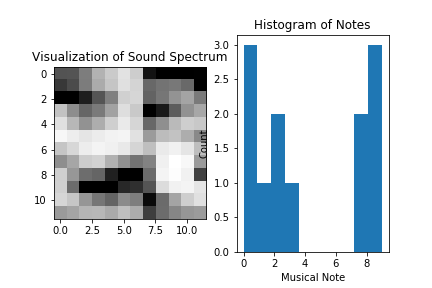 Visualization of Sound Spectrum
0
2
4
6
8
10
0.0 2.5 5.0 7.5 10.0
Histogram of Notes
Count
3.0
2.5
2.0
1.5
1.0
0.5
0.0
0 2 4 6 8
Musical Note